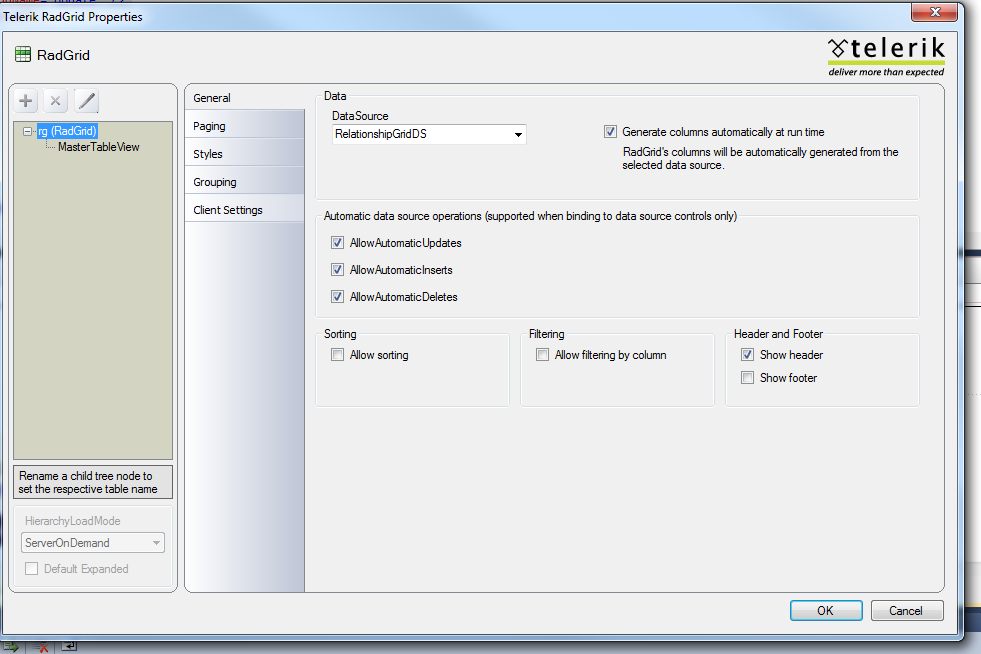 Telerik RadGrid Properties
RadGrid
telerik
deliver more than expected
rg (RadGrid)
MasterTableView
Rename a child tree node to
set the respective table name
HierarchyLoadMode
ServerOnDemand
Default Expanded
General
Paging
Styles
Grouping
Client Settings
Data
DataSource
RelationshipGridDS
Generate columns automatically at run time
RadGrid's columns will be automatically generated from the
selected data source.
Automatic data source operations (supported when binding to data source controls only)
AllowAutomaticUpdates
AllowAutomaticInserts
AllowAutomaticDeletes
Sorting
Allow sorting
Filtering
Allow filtering by column
Header and Footer
Show header
Show footer
OK
Cancel